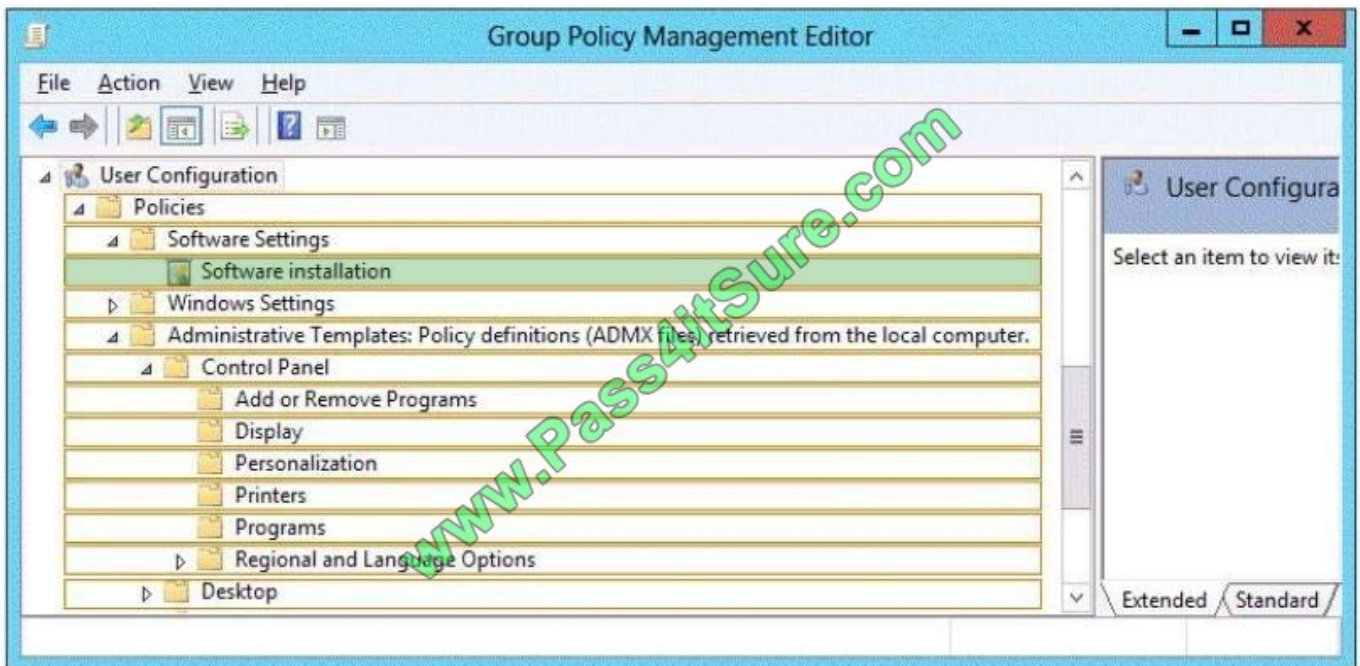 Group Policy Management Editor
File Action View Help
User Configuration
Policies
Software Settings
Software installation
Windows Settings
Administrative Templates: Policy definitions (ADMX files) retrieved from the local computer.
Control Panel
Add or Remove Programs
Display
Personalization
Printers
Programs
Regional and Language Options
Desktop
User Configura
Select an item to view its
Extended Standard
www.Pass4itSure.com